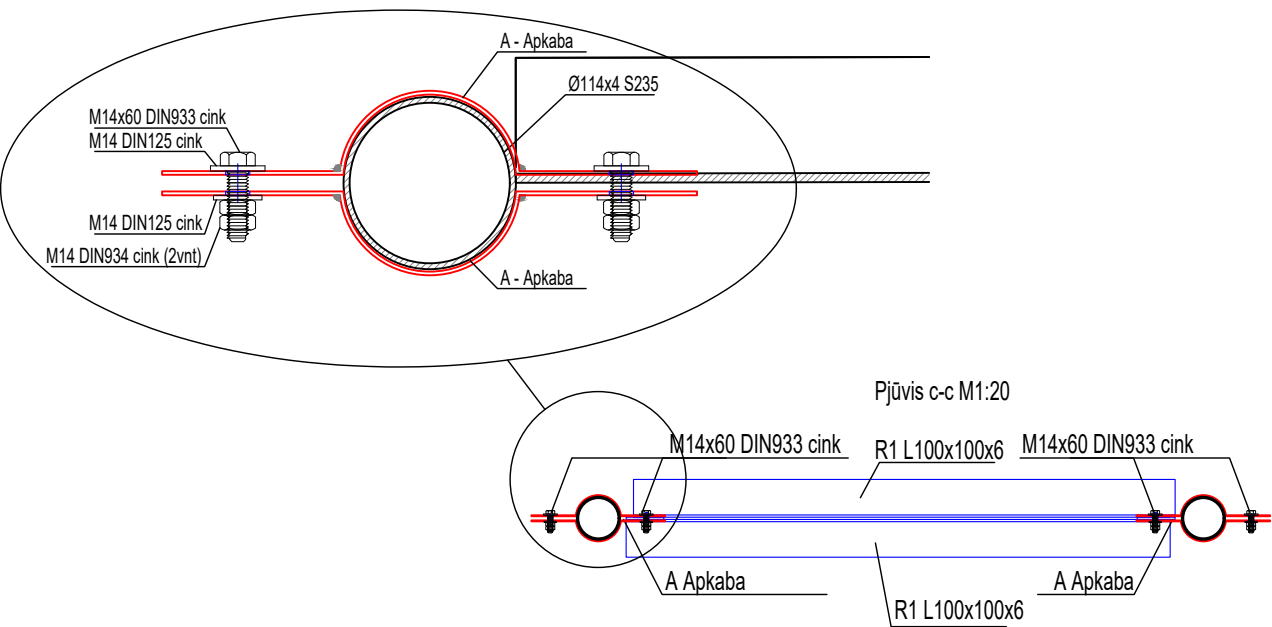 A - Apkaba
Ø114x4 S235
M14x60 DIN933 cink
M14 DIN125 cink
M14 DIN125 cink
M14 DIN934 cink (2vnt)
A - Apkaba
Pjūvis c-c M1:20
M14x60 DIN933 cink
R1 L100x100x6
M14x60 DIN933 cink
A Apkaba
A Apkaba
R1 L100x100x6